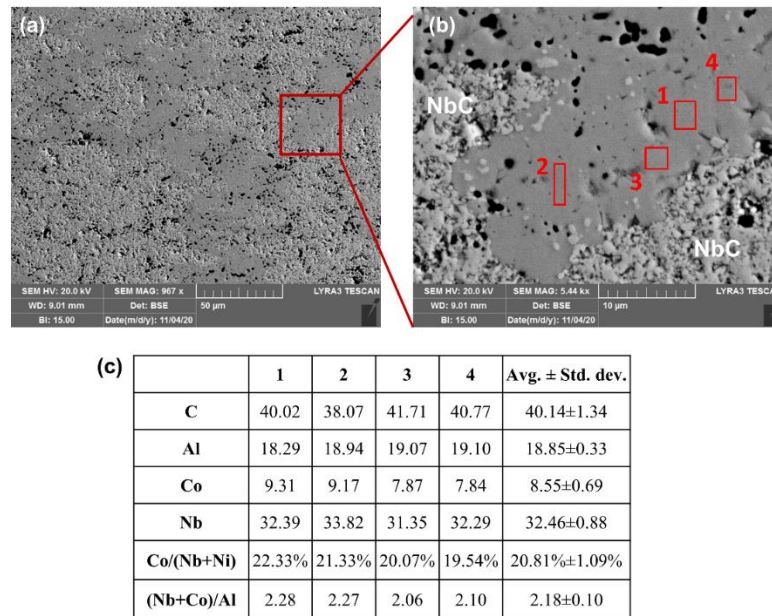 (a)
(b)
NbC
4
1
2
3
NbC
SEM HV: 20.0 kV SEM MAG: 967 x LYRA3 TESCAN
WD: 9.01 mm Det: BSE 50 µm
BI: 15.00 Date(m/d/y): 11/04/20
SEM HV: 20.0 kV SEM MAG: 5.44 kx LYRA3 TESCAN
WD: 9.01 mm Det: BSE 10 µm
BI: 15.00 Date(m/d/y): 11/04/20
(c)
1 2 3 4 Avg. ± Std. dev.
C 40.02 38.07 41.71 40.77 40.14±1.34
Al 18.29 18.94 19.07 19.10 18.85±0.33
Co 9.31 9.17 7.87 7.84 8.55±0.69
Nb 32.39 33.82 31.35 32.29 32.46±0.88
Co/(Nb+Ni) 22.33% 21.33% 20.07% 19.54% 20.81%±1.09%
(Nb+Co)/Al 2.28 2.27 2.06 2.10 2.18±0.10